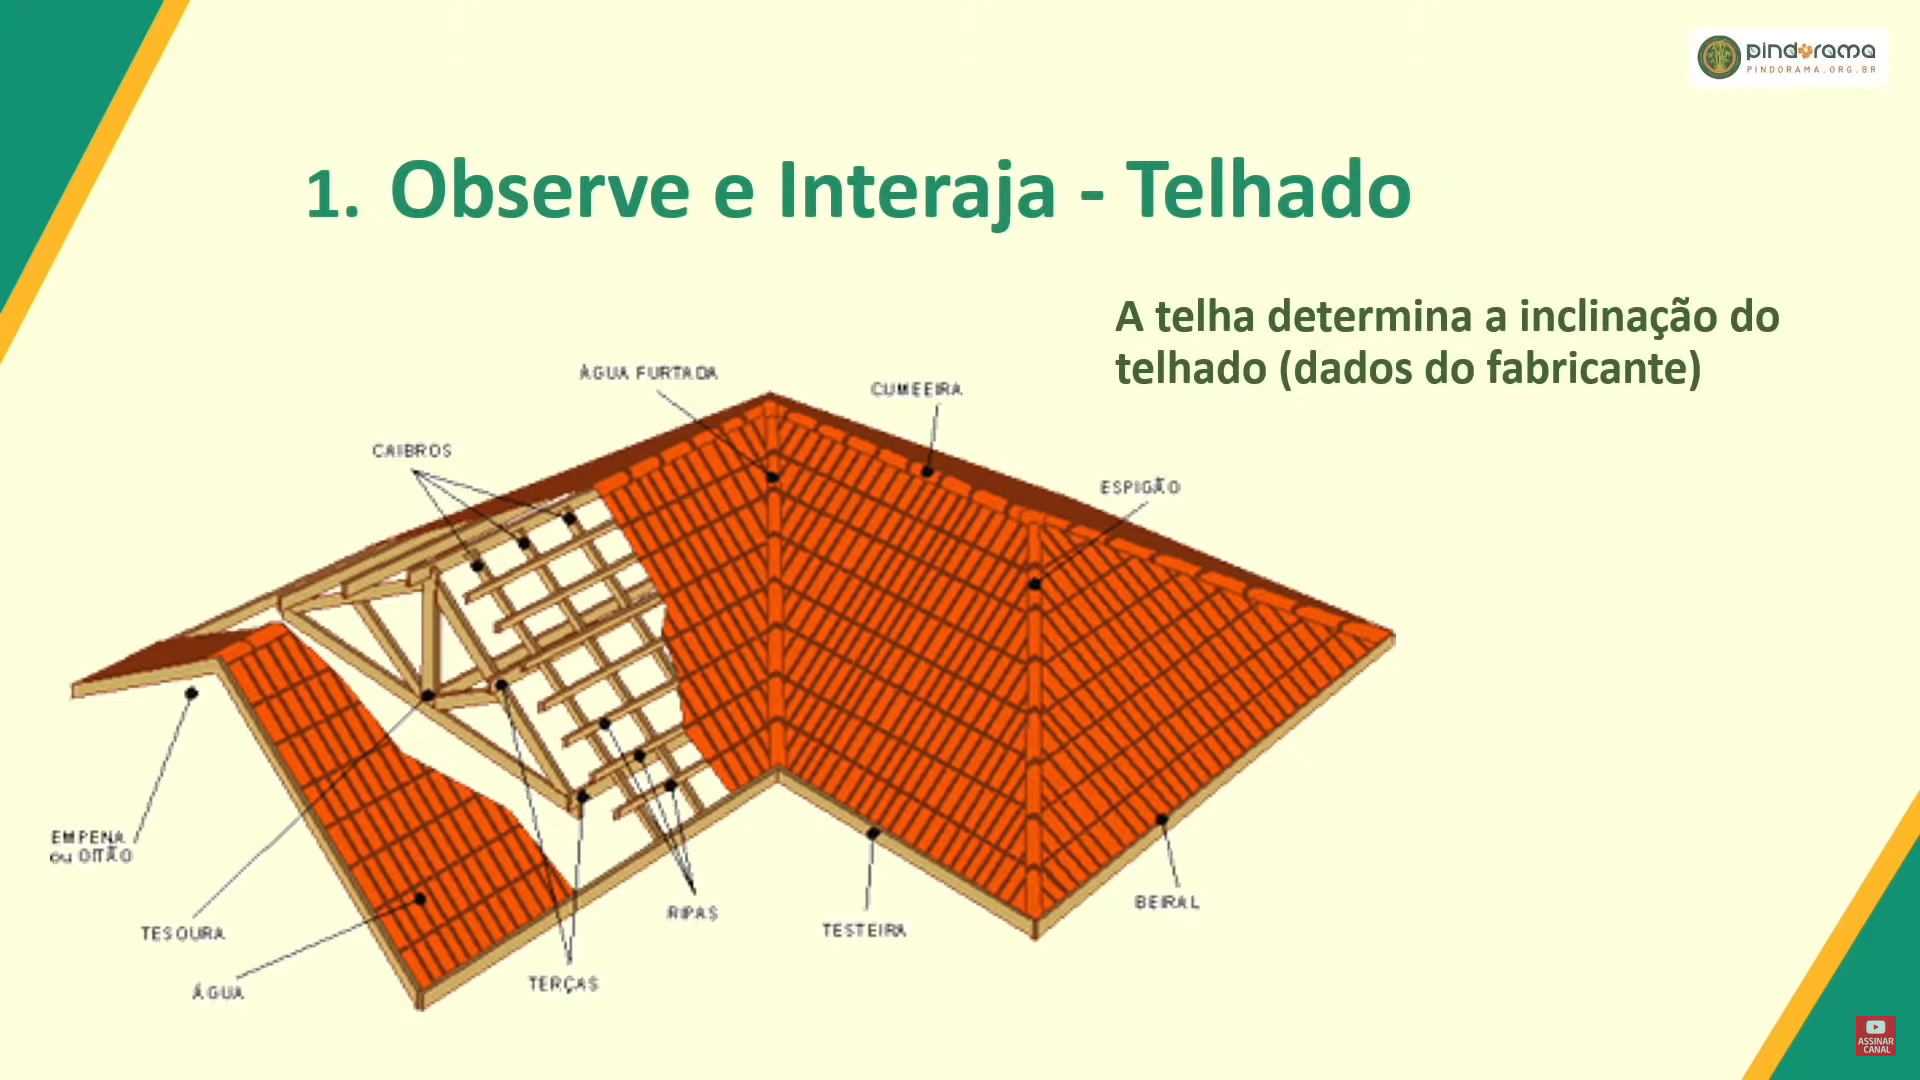 pindorama
PINDORAMA.ORG.BR
1. Observe e Interaja - Telhado
A telha determina a inclinação do
telhado (dados do fabricante)
ÁGUA FURTADA
CUMEEIRA
CAIBROS
ESPIGÃO
EMPENA
ou OITÃO
TESOURA
ÁGUA
TERÇAS
RIPAS
TESTEIRA
BEIRAL
ASSINAR
CANAL